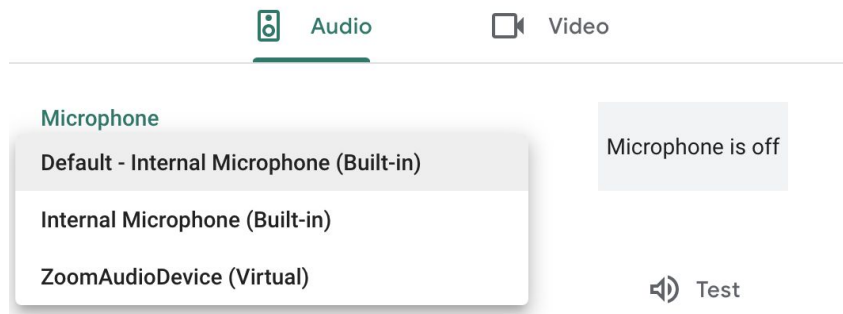 Audio
Video
Microphone
Default - Internal Microphone (Built-in)
Internal Microphone (Built-in)
ZoomAudioDevice (Virtual)
Microphone is off
Test